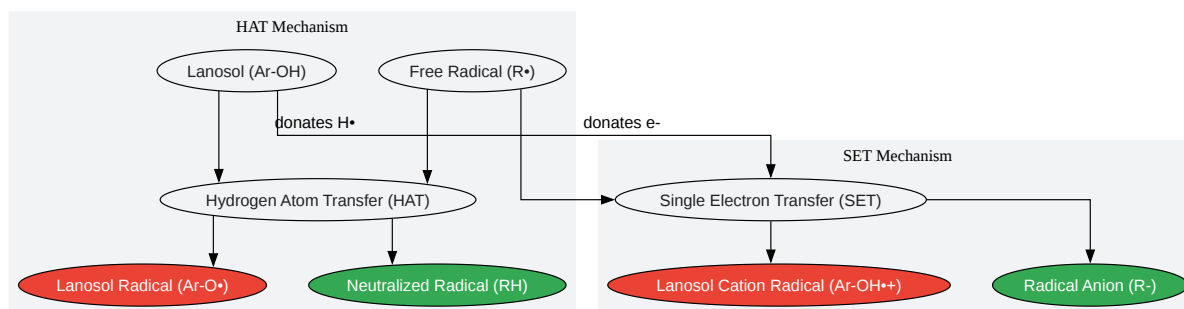 HAT Mechanism
Lanosol (Ar-OH)
Free Radical (R•)
donates H•
donates e-
SET Mechanism
Hydrogen Atom Transfer (HAT)
Single Electron Transfer (SET)
Lanosol Radical (Ar-O•)
Neutralized Radical (RH)
Lanosol Cation Radical (Ar-OH•+)
Radical Anion (R-)